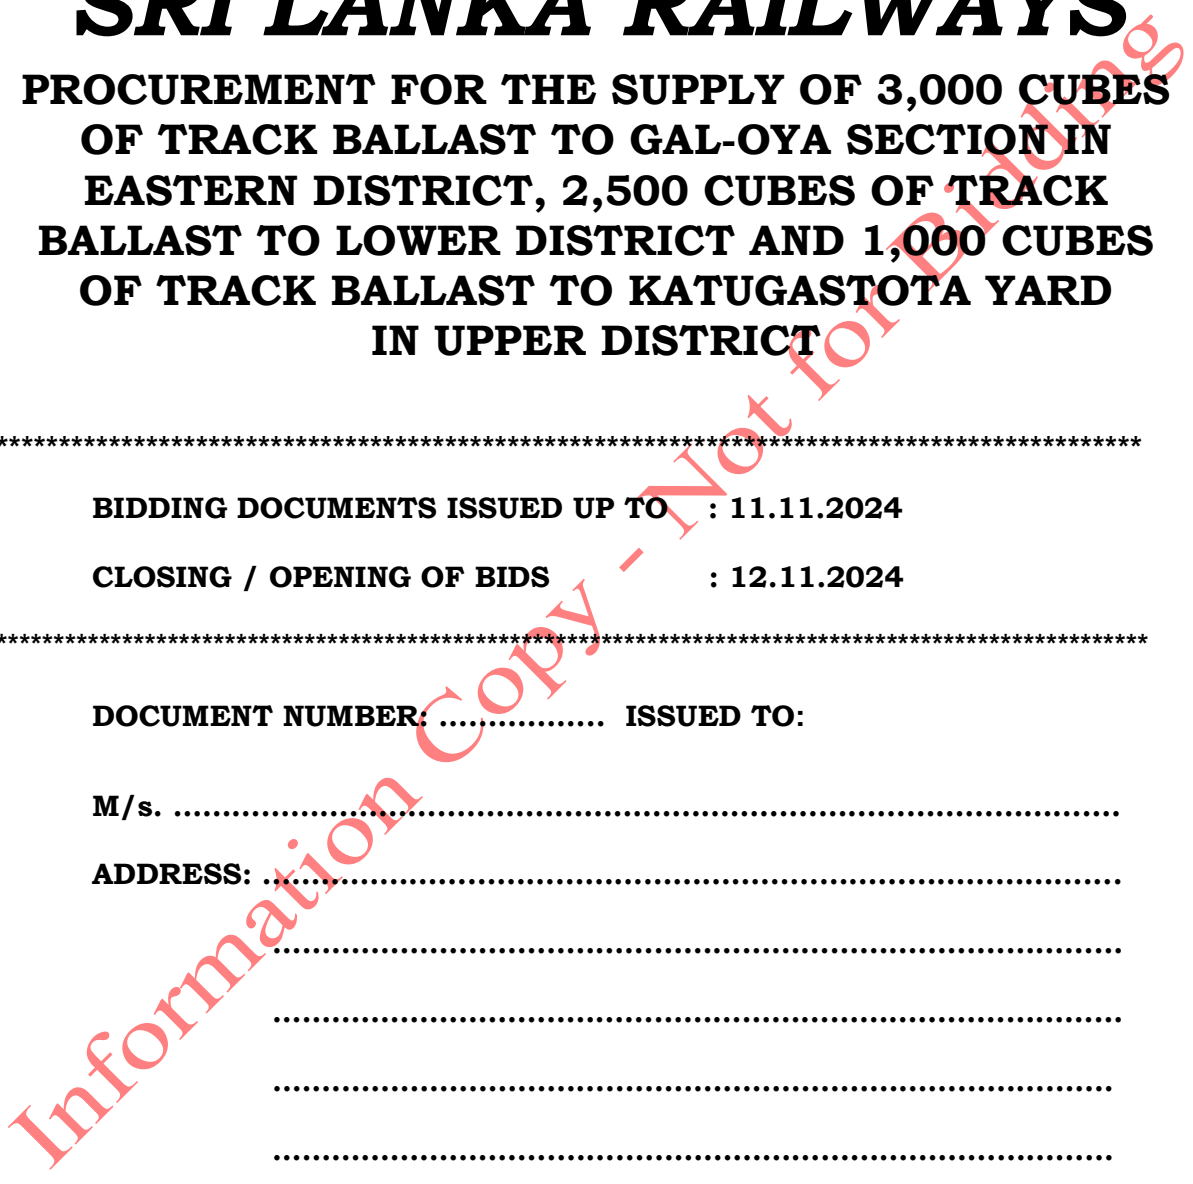 SRI LANKA RAILWAYS
PROCUREMENT FOR THE SUPPLY OF 3,000 CUBES
OF TRACK BALLAST TO GAL-OYA SECTION IN
EASTERN DISTRICT, 2,500 CUBES OF TRACK
BALLAST TO LOWER DISTRICT AND 1,000 CUBES
OF TRACK BALLAST TO KATUGASTOTA YARD
IN UPPER DISTRICT
********************************************************************************************
BIDDING DOCUMENTS ISSUED UP TO : 11.11.2024
CLOSING / OPENING OF BIDS : 12.11.2024
********************************************************************************************
DOCUMENT NUMBER: ................. ISSUED TO:
M/s. .................................................................................................
ADDRESS: ........................................................................................
.......................................................................................
.......................................................................................
......................................................................................
......................................................................................
Information Copy - Not for Bidding